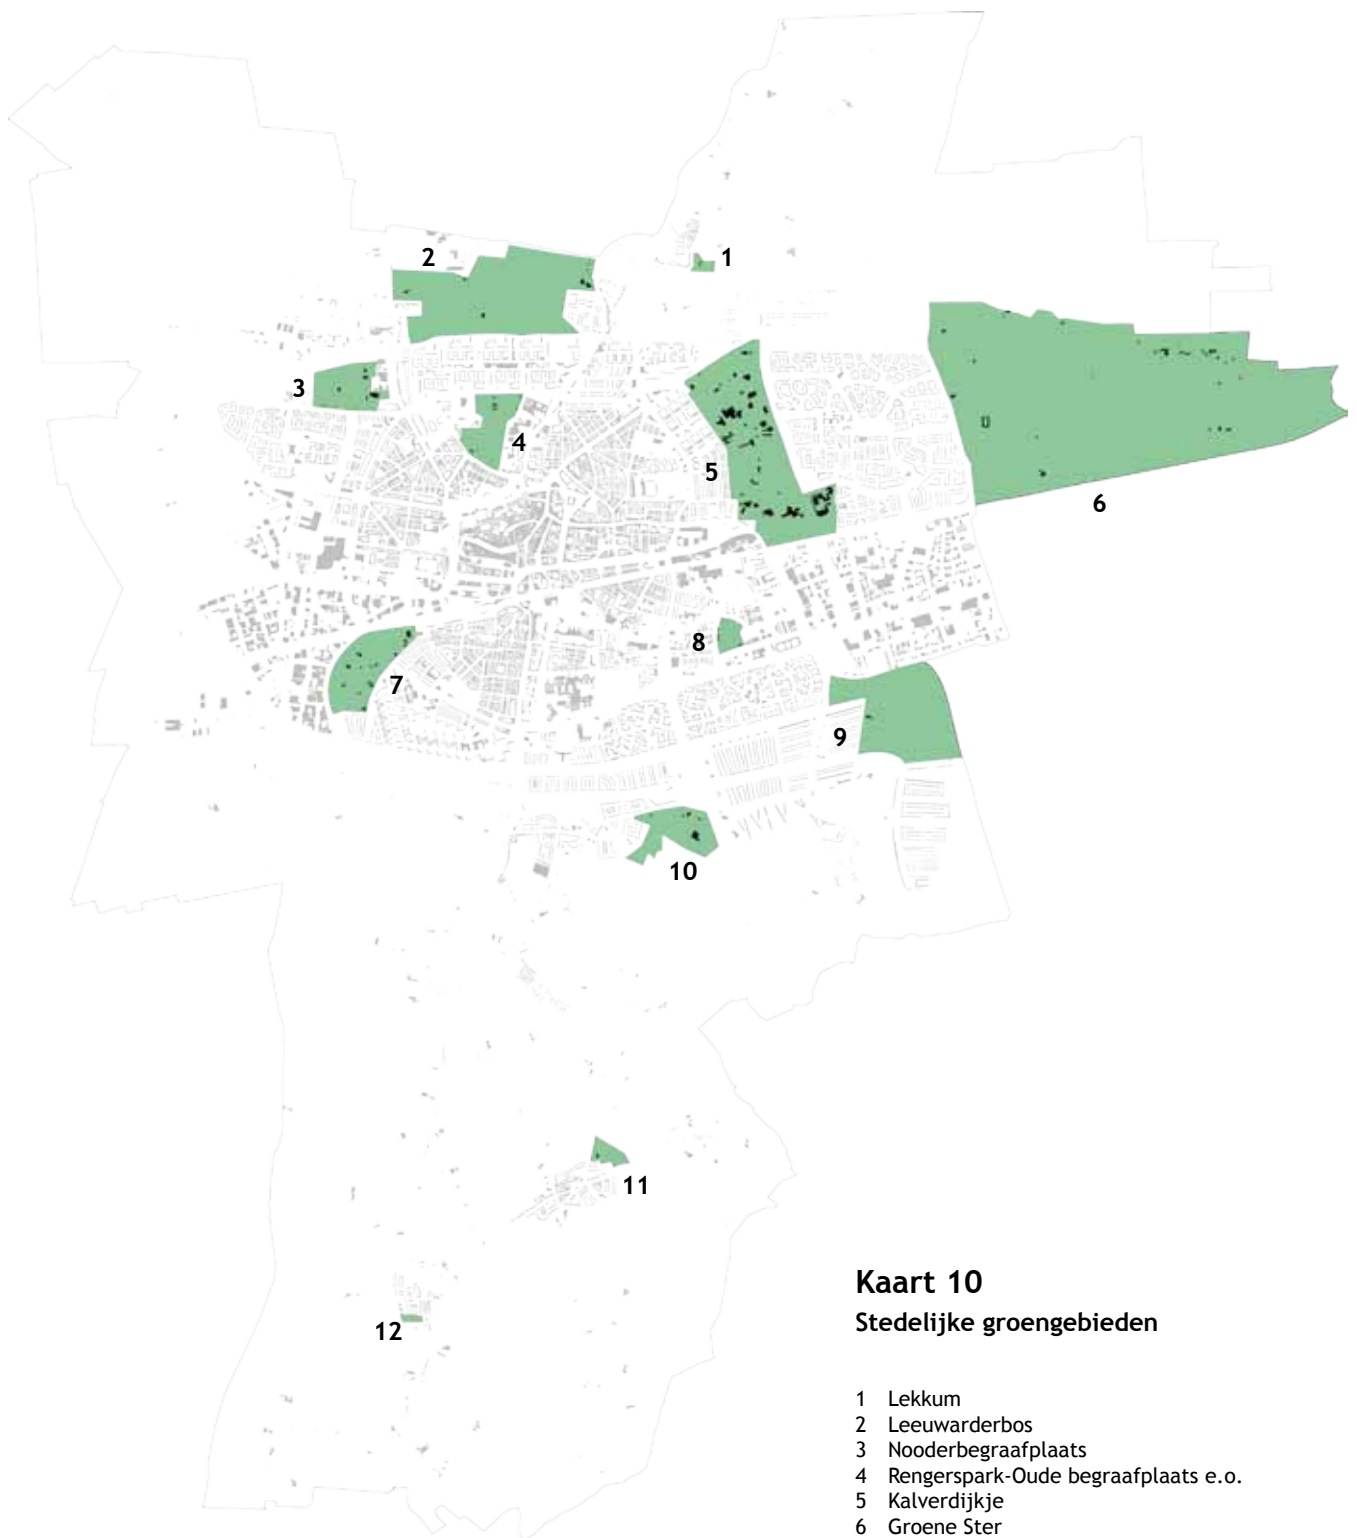 1
2
3
4
5
6
7
8
9
10
11
12
Kaart 10
Stedelijke groengebieden
1 Lekkum
2 Leeuwarderbos
3 Nooderbegraafplaats
4 Rengerspark-Oude begraafplaats e.o.
5 Kalverdijkje
6 Groene Ster